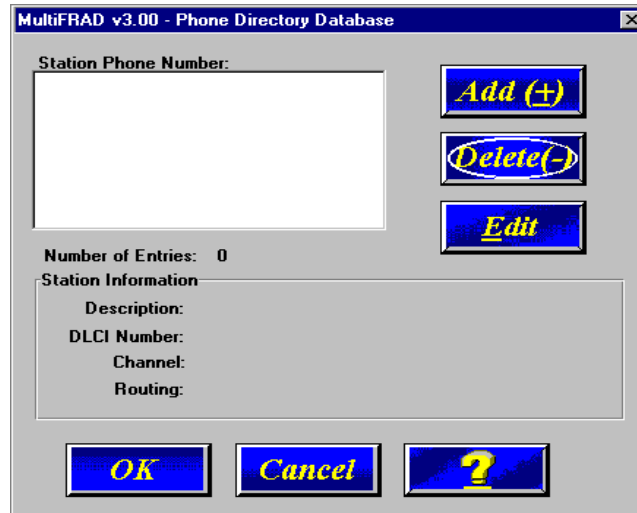 MultiFRAD v3.00 - Phone Directory Database
Station Phone Number:
Add (+)
Delete(-)
Edit
Number of Entries: 0
Station Information
Description:
DLCI Number:
Channel:
Routing:
OK
Cancel
?